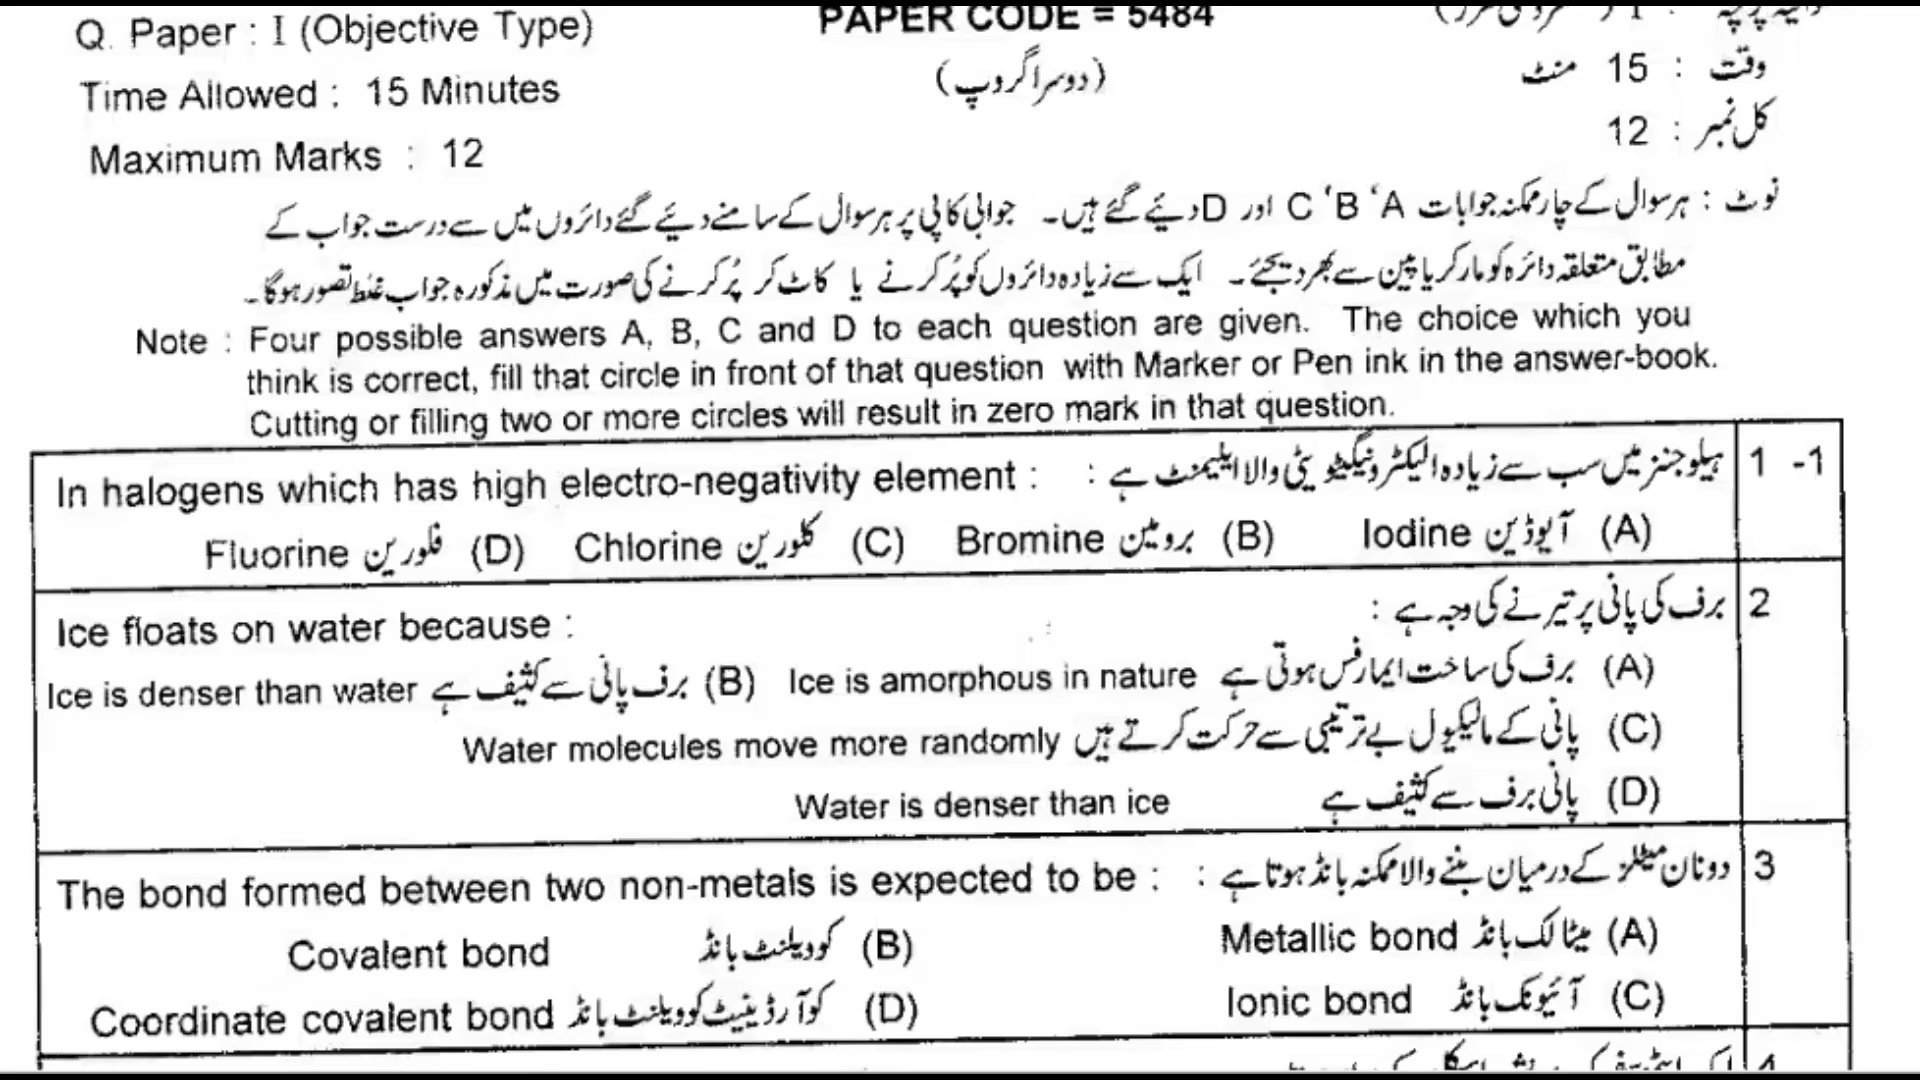 Q. Paper : I (Objective Type)
PAPER CODE = 5484
Time Allowed : 15 Minutes
(دوسرا گروپ)
وقت : 15 منٹ
Maximum Marks : 12
کل نمبر : 12
نوٹ : ہر سوال کے چار ممکنہ جوابات A ‘B ‘C اور D دیئے گئے ہیں۔ جوابی کاپی پر ہر سوال کے سامنے دیئے گئے دائروں میں سے درست جواب کے
مطابق متعلقہ دائرہ کو مارکر یا پین سے بھر دیجئے۔ ایک سے زیادہ دائروں کو پُر کرنے یا کاٹ کر پُر کرنے کی صورت میں مذکورہ جواب غلط تصور ہوگا۔
Note : Four possible answers A, B, C and D to each question are given. The choice which you
think is correct, fill that circle in front of that question with Marker or Pen ink in the answer-book.
Cutting or filling two or more circles will result in zero mark in that question.
In halogens which has high electro-negativity element : ہیلوجنز میں سب سے زیادہ الیکٹرونیگیٹویٹی والا ایلیمنٹ ہے : 1 -1
Fluorine فلورین (D) Chlorine کلورین (C) Bromine برومین (B) Iodine آیوڈین (A)
Ice floats on water because : برف کی پانی پر تیرنے کی وجہ ہے : 2
Ice is denser than water برف پانی سے کثیف ہے (B) Ice is amorphous in nature برف کی ساخت ایمارفس ہوتی ہے (A)
Water molecules move more randomly پانی کے مالیکیول بے ترتیبی سے حرکت کرتے ہیں (C)
Water is denser than ice پانی برف سے کثیف ہے (D)
The bond formed between two non-metals is expected to be : دو نان میٹلز کے درمیان بننے والا ممکنہ بانڈ ہوتا ہے : 3
Covalent bond کوویلنٹ بانڈ (B) Metallic bond میٹالک بانڈ (A)
Coordinate covalent bond کوآرڈینیٹ کوویلنٹ بانڈ (D) Ionic bond آئیونک بانڈ (C)
4